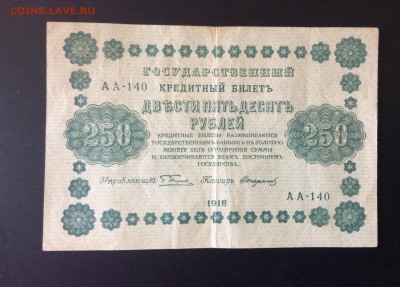 COINS.LAVE.RU
ГОСУДАРСТВЕННЫЙ
КРЕДИТНЫЙ БИЛЕТЪ
АА-140
ДВѢСТИ ПЯТЬДЕСЯТЪ
РУБЛЕЙ
250 250
КРЕДИТНЫЕ БИЛЕТЫ РАЗМѢНИВАЮТСЯ
ГОСУДАРСТВЕННЫМЪ БАНКОМЪ НА ЗОЛОТУЮ
МОНЕТУ БЕЗЪ ОГРАНИЧЕНІЯ СУММЫ
И ОБЕЗПЕЧИВАЮТСЯ ВСѢМЪ ДОСТОЯНІЕМЪ
ГОСУДАРСТВА.
Управляющій Кассиръ
АА-140
1918